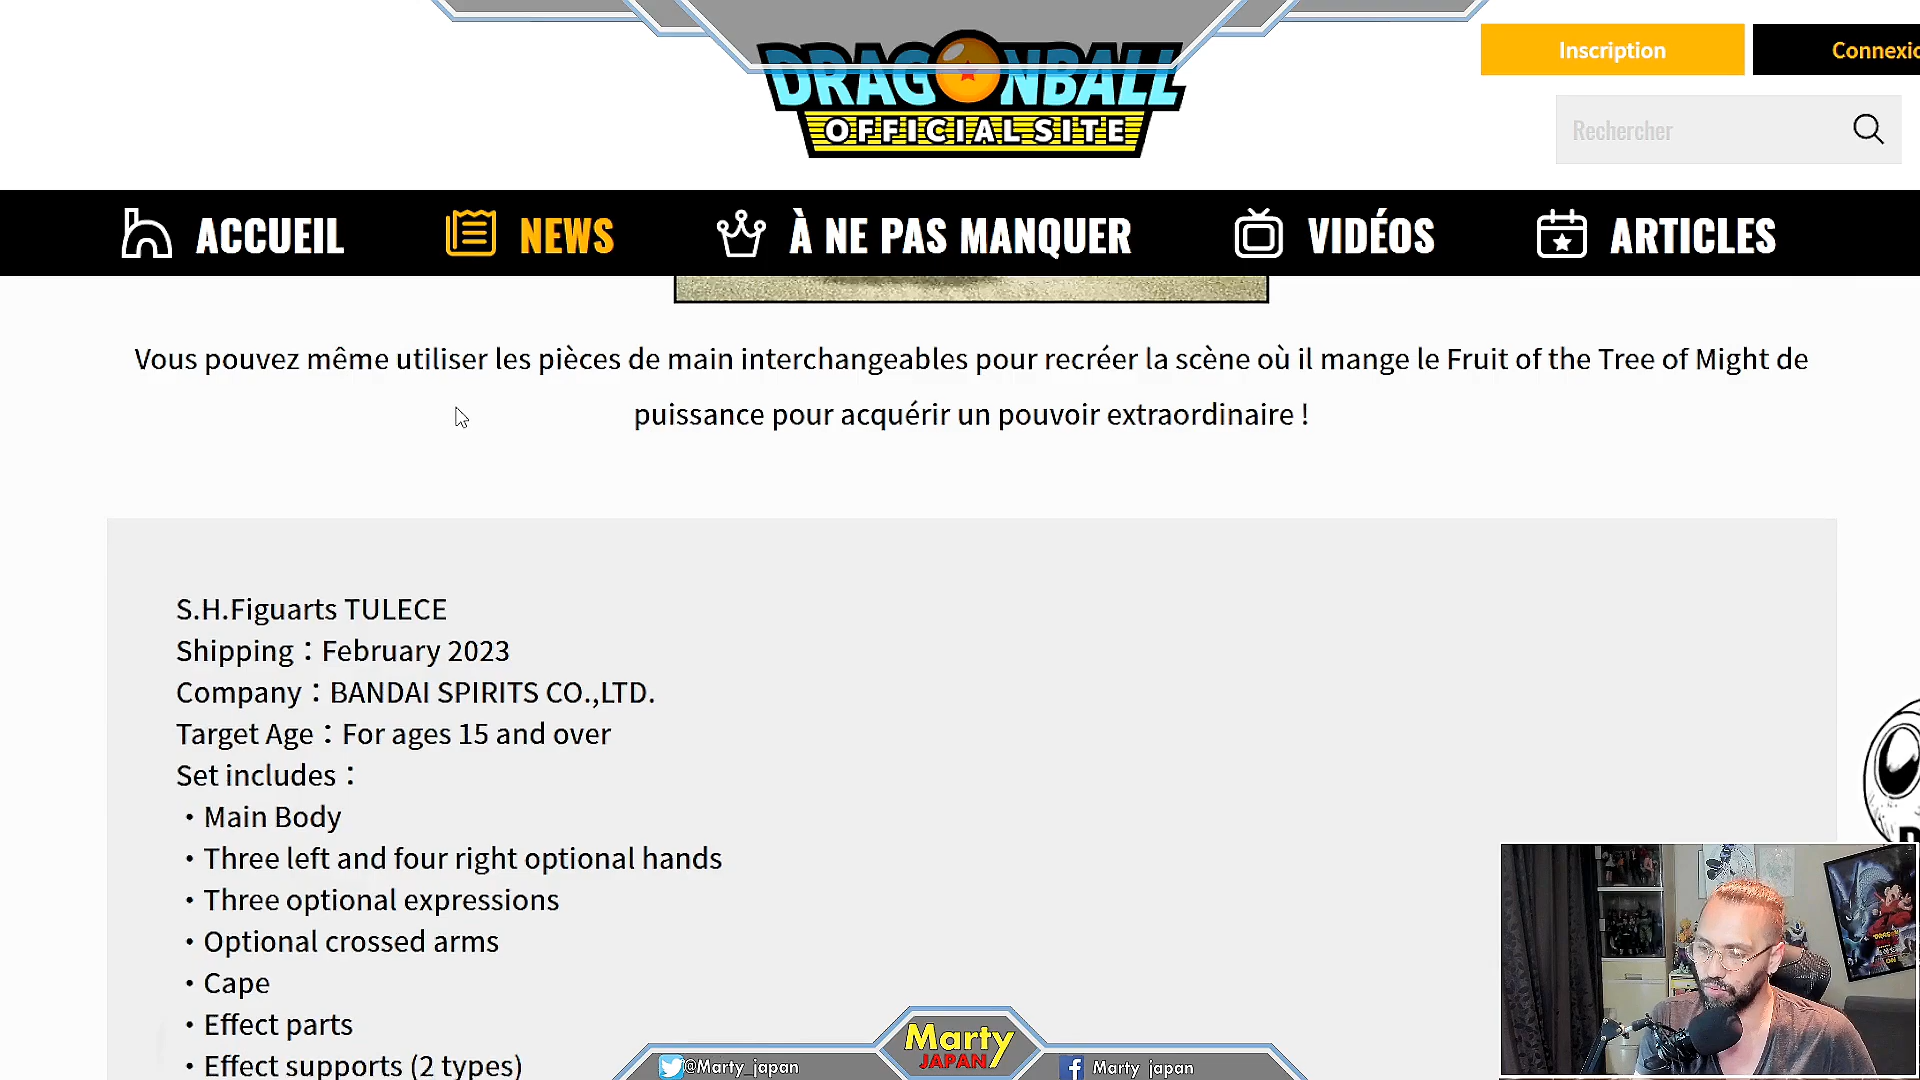 DRAGONBALL
OFFICIAL SITE
Inscription
Connexio
Rechercher
ACCUEIL
NEWS
À NE PAS MANQUER
VIDÉOS
ARTICLES
Vous pouvez même utiliser les pièces de main interchangeables pour recréer la scène où il mange le Fruit of the Tree of Might de
puissance pour acquérir un pouvoir extraordinaire !
S.H.Figuarts TULECE
Shipping：February 2023
Company：BANDAI SPIRITS CO.,LTD.
Target Age：For ages 15 and over
Set includes：
・Main Body
・Three left and four right optional hands
・Three optional expressions
・Optional crossed arms
・Cape
・Effect parts
・Effect supports (2 types)
@Marty_japan
Marty
JAPAN
Marty japan